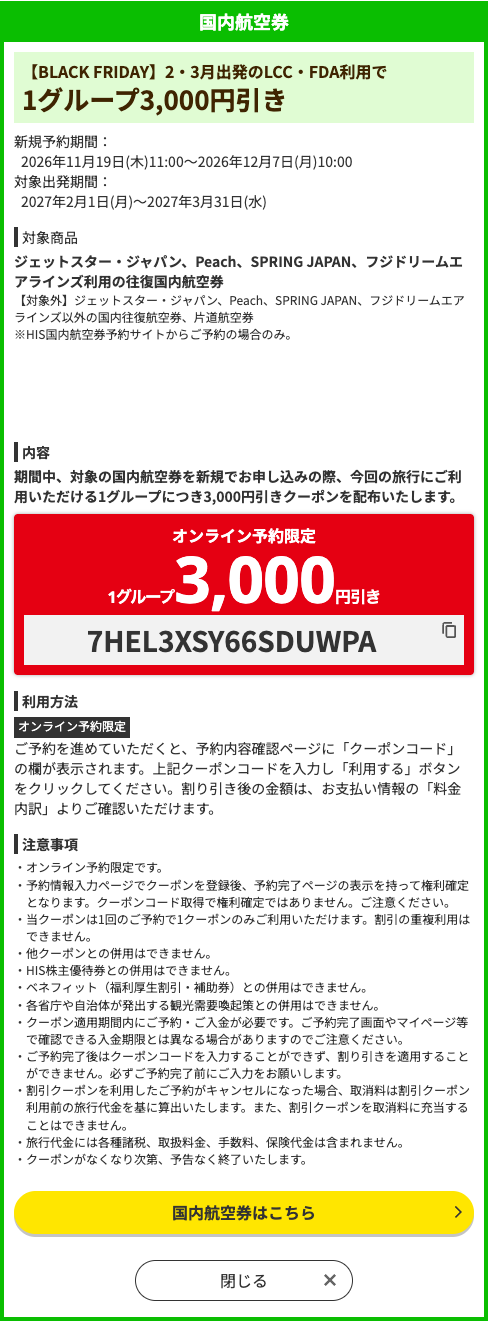 国内航空券
【BLACK FRIDAY】2・3月出発のLCC・FDA利用で
1グループ3,000円引き
新規予約期間：
2026年11月19日(木)11:00～2026年12月7日(月)10:00
対象出発期間：
2027年2月1日(月)～2027年3月31日(水)
対象商品
ジェットスター・ジャパン、Peach、SPRING JAPAN、フジドリームエ
アラインズ利用の往復国内航空券
【対象外】ジェットスター・ジャパン、Peach、SPRING JAPAN、フジドリームエア
ラインズ以外の国内往復航空券、片道航空券
※HIS国内航空券予約サイトからご予約の場合のみ。
内容
期間中、対象の国内航空券を新規でお申し込みの際、今回の旅行にご利
用いただける1グループにつき3,000円引きクーポンを配布いたします。
オンライン予約限定
1グループ3,000円引き
7HEL3XSY66SDUWPA
利用方法
オンライン予約限定
ご予約を進めていただくと、予約内容確認ページに「クーポンコード」
の欄が表示されます。上記クーポンコードを入力し「利用する」ボタン
をクリックしてください。割り引き後の金額は、お支払い情報の「料金
内訳」よりご確認いただけます。
注意事項
・オンライン予約限定です。
・予約情報入力ページでクーポンを登録後、予約完了ページの表示を持って権利確定
となります。クーポンコード取得で権利確定ではありません。ご注意ください。
・当クーポンは1回のご予約で1クーポンのみご利用いただけます。割引の重複利用は
できません。
・他クーポンとの併用はできません。
・HIS株主優待券との併用はできません。
・ベネフィット（福利厚生割引・補助券）との併用はできません。
・各省庁や自治体が発出する観光需要喚起策との併用はできません。
・クーポン適用期間内にご予約・ご入金が必要です。ご予約完了画面やマイページ等
で確認できる入金期限とは異なる場合がありますのでご注意ください。
・ご予約完了後はクーポンコードを入力することができず、割り引きを適用すること
ができません。必ずご予約完了前にご入力をお願いします。
・割引クーポンを利用したご予約がキャンセルになった場合、取消料は割引クーポン
利用前の旅行代金を基に算出いたします。また、割引クーポンを取消料に充当する
ことはできません。
・旅行代金には各種諸税、取扱料金、手数料、保険代金は含まれません。
・クーポンがなくなり次第、予告なく終了いたします。
国内航空券はこちら
閉じる